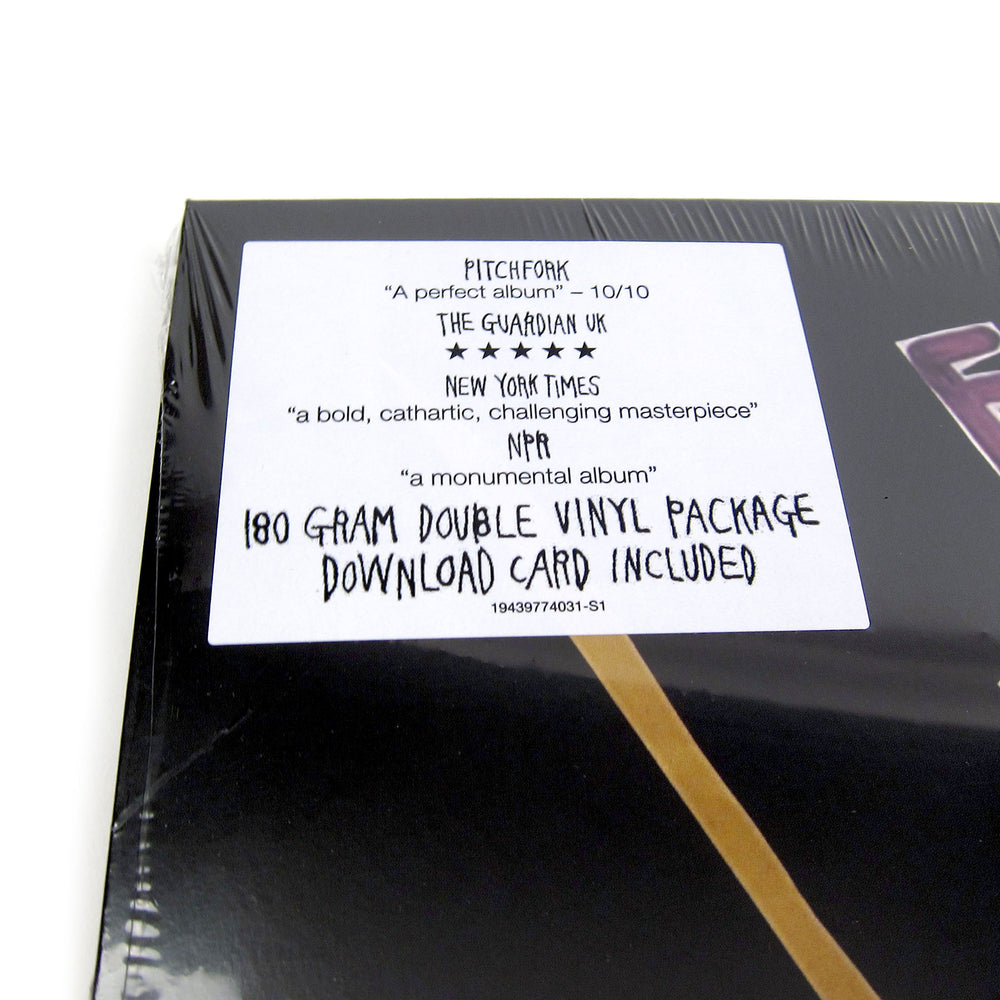 PITCHFORK
“A perfect album” – 10/10
THE GUARDIAN UK
★ ★ ★ ★ ★
NEW YORK TIMES
“a bold, cathartic, challenging masterpiece”
NPR
“a monumental album”
180 GRAM DOUBLE VINYL PACKAGE
DOWNLOAD CARD INCLUDED
19439774031-S1